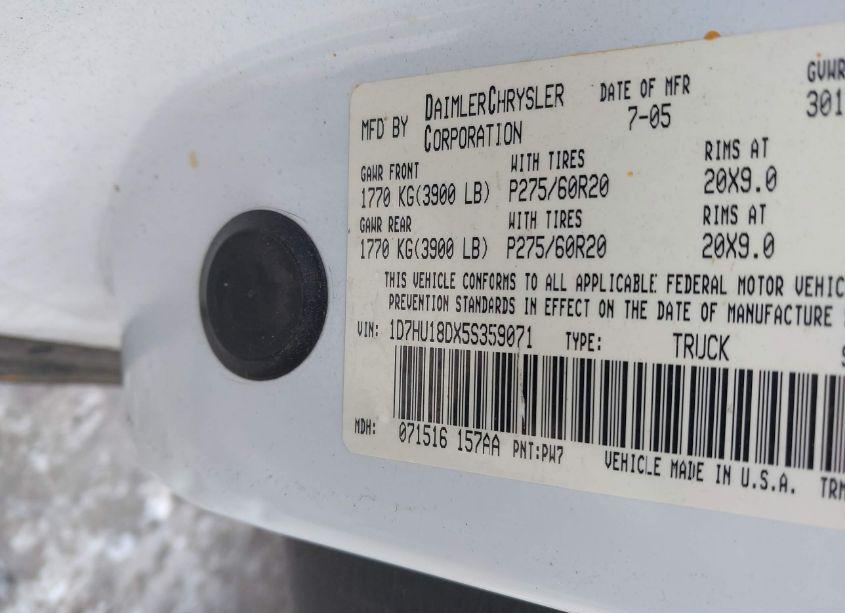 MFD BY DAIMLERCHRYSLER CORPORATION DATE OF MFR 7-05 GVWR 301
GAWR FRONT WITH TIRES RIMS AT
1770 KG(3900 LB) P275/60R20 20X9.0
GAWR REAR WITH TIRES RIMS AT
1770 KG(3900 LB) P275/60R20 20X9.0
THIS VEHICLE CONFORMS TO ALL APPLICABLE FEDERAL MOTOR VEHIC
PREVENTION STANDARDS IN EFFECT ON THE DATE OF MANUFACTURE
VIN: 1D7HU18DX5S359071 TYPE: TRUCK S
MDH: 071516 157AA PNT:PW7 VEHICLE MADE IN U.S.A. TRM